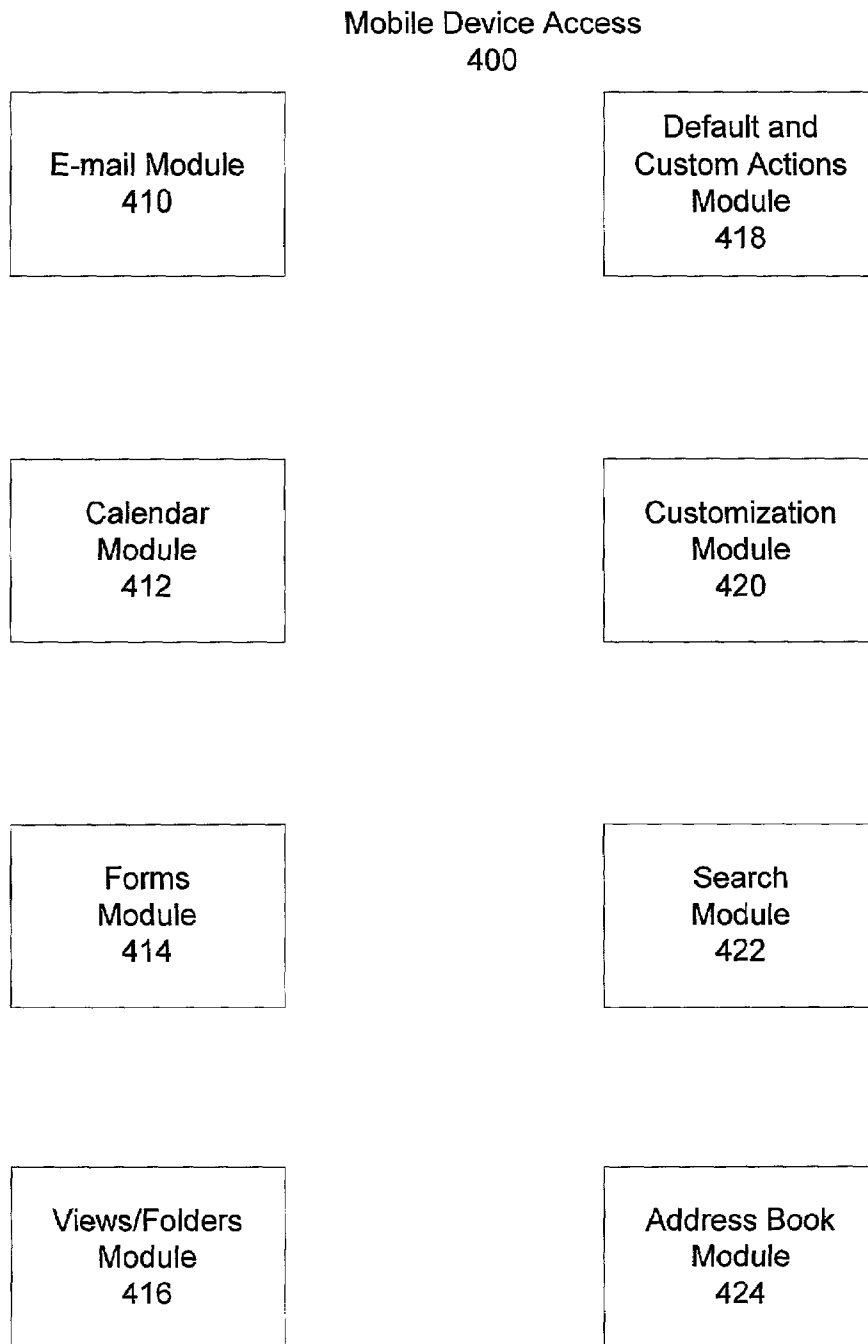 Mobile Device Access
400
E-mail Module
410
Default and
Custom Actions
Module
418
Calendar
Module
412
Customization
Module
420
Forms
Module
414
Search
Module
422
Views/Folders
Module
416
Address Book
Module
424